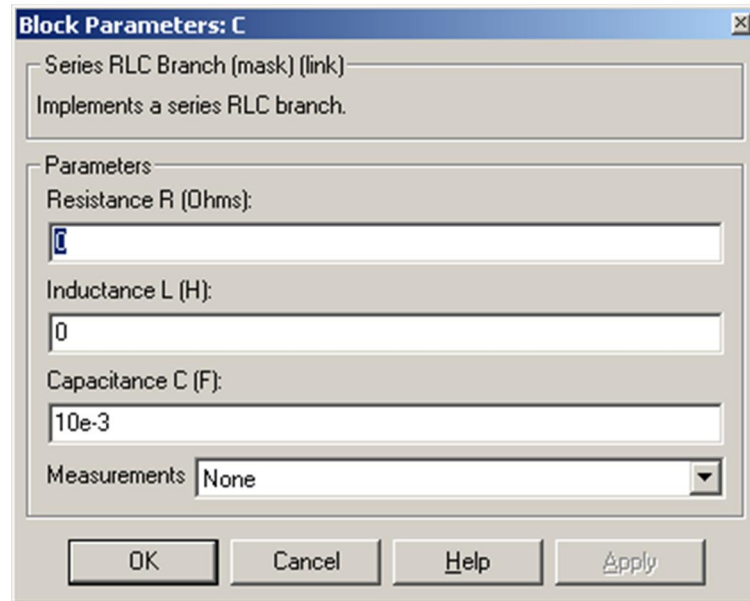 Block Parameters: C
Series RLC Branch (mask) (link)
Implements a series RLC branch.
Parameters
Resistance R (Ohms):
0
Inductance L (H):
0
Capacitance C (F):
10e-3
Measurements None
OK Cancel Help Apply